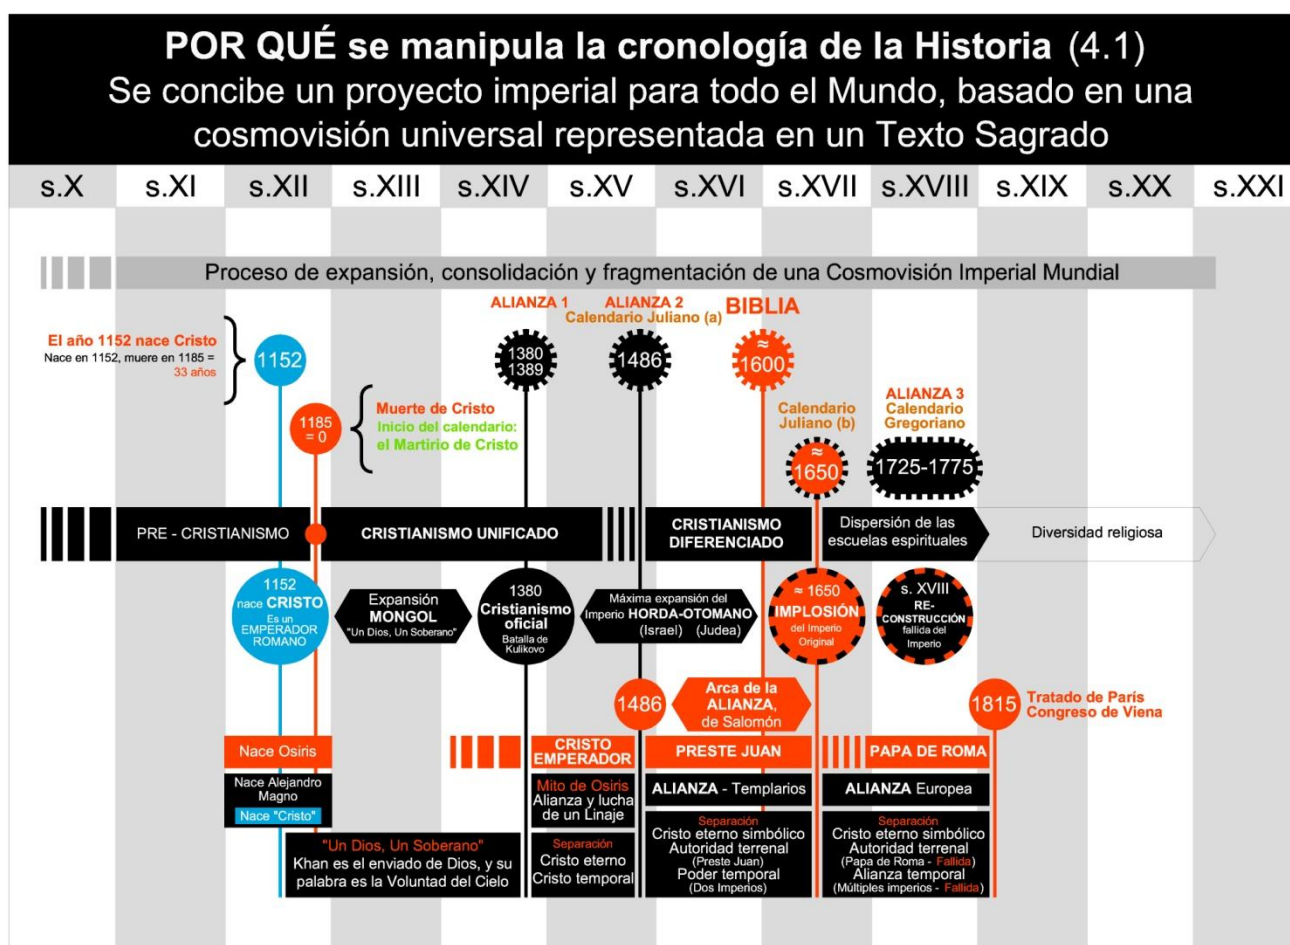 POR QUÉ se manipula la cronología de la Historia (4.1)
Se concibe un proyecto imperial para todo el Mundo, basado en una
cosmovisión universal representada en un Texto Sagrado
s.X s.XI s.XII s.XIII s.XIV s.XV s.XVI s.XVII s.XVIII s.XIX s.XX s.XXI
Proceso de expansión, consolidación y fragmentación de una Cosmovisión Imperial Mundial
El año 1152 nace Cristo
Nace en 1152, muere en 1185 =
33 años
1152
1185
= 0
Muerte de Cristo
Inicio del calendario:
el Martirio de Cristo
ALIANZA 1
1380
1389
ALIANZA 2
Calendario Juliano (a)
1486
BIBLIA
≈
1600
Calendario
Juliano (b)
≈
1650
ALIANZA 3
Calendario
Gregoriano
1725-1775
PRE - CRISTIANISMO
CRISTIANISMO UNIFICADO
CRISTIANISMO
DIFERENCIADO
Dispersión de las
escuelas espirituales
Diversidad religiosa
1152
nace CRISTO
Es un
EMPERADOR
ROMANO
Expansión
MONGOL
"Un Dios, Un Soberano"
1380
Cristianismo
oficial
Batalla de
Kulikovo
Máxima expansión del
Imperio HORDA-OTOMANO
(Israel) (Judea)
≈ 1650
IMPLOSIÓN
del Imperio
Original
s. XVIII
RE-
CONSTRUCCIÓN
fallida del
Imperio
1486
Arca de la
ALIANZA,
de Salomón
1815
Tratado de París
Congreso de Viena
Nace Osiris
Nace Alejandro
Magno
Nace "Cristo"
"Un Dios, Un Soberano"
Khan es el enviado de Dios, y su
palabra es la Voluntad del Cielo
CRISTO
EMPERADOR
Mito de Osiris
Alianza y lucha
de un Linaje
Separación
Cristo eterno
Cristo temporal
PRESTE JUAN
ALIANZA - Templarios
Separación
Cristo eterno simbólico
Autoridad terrenal
(Preste Juan)
Poder temporal
(Dos Imperios)
PAPA DE ROMA
ALIANZA Europea
Separación
Cristo eterno simbólico
Autoridad terrenal
(Papa de Roma - Fallida)
Alianza temporal
(Múltiples imperios - Fallida)